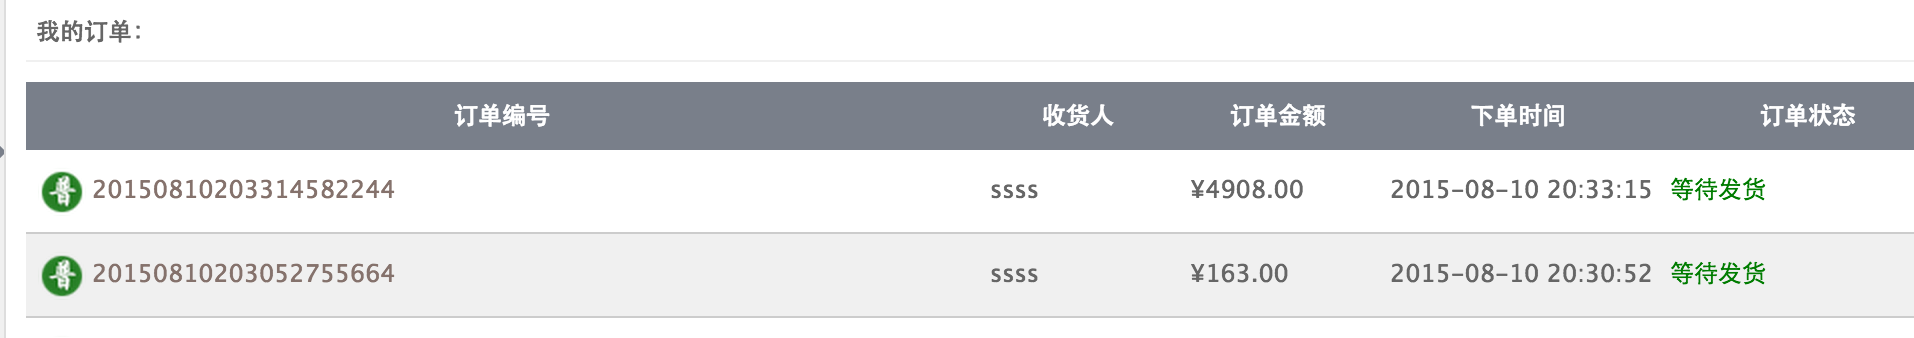 我的订单：
订单编号 收货人 订单金额 下单时间 订单状态
普 20150810203314582244 ssss ¥4908.00 2015-08-10 20:33:15 等待发货
普 20150810203052755664 ssss ¥163.00 2015-08-10 20:30:52 等待发货